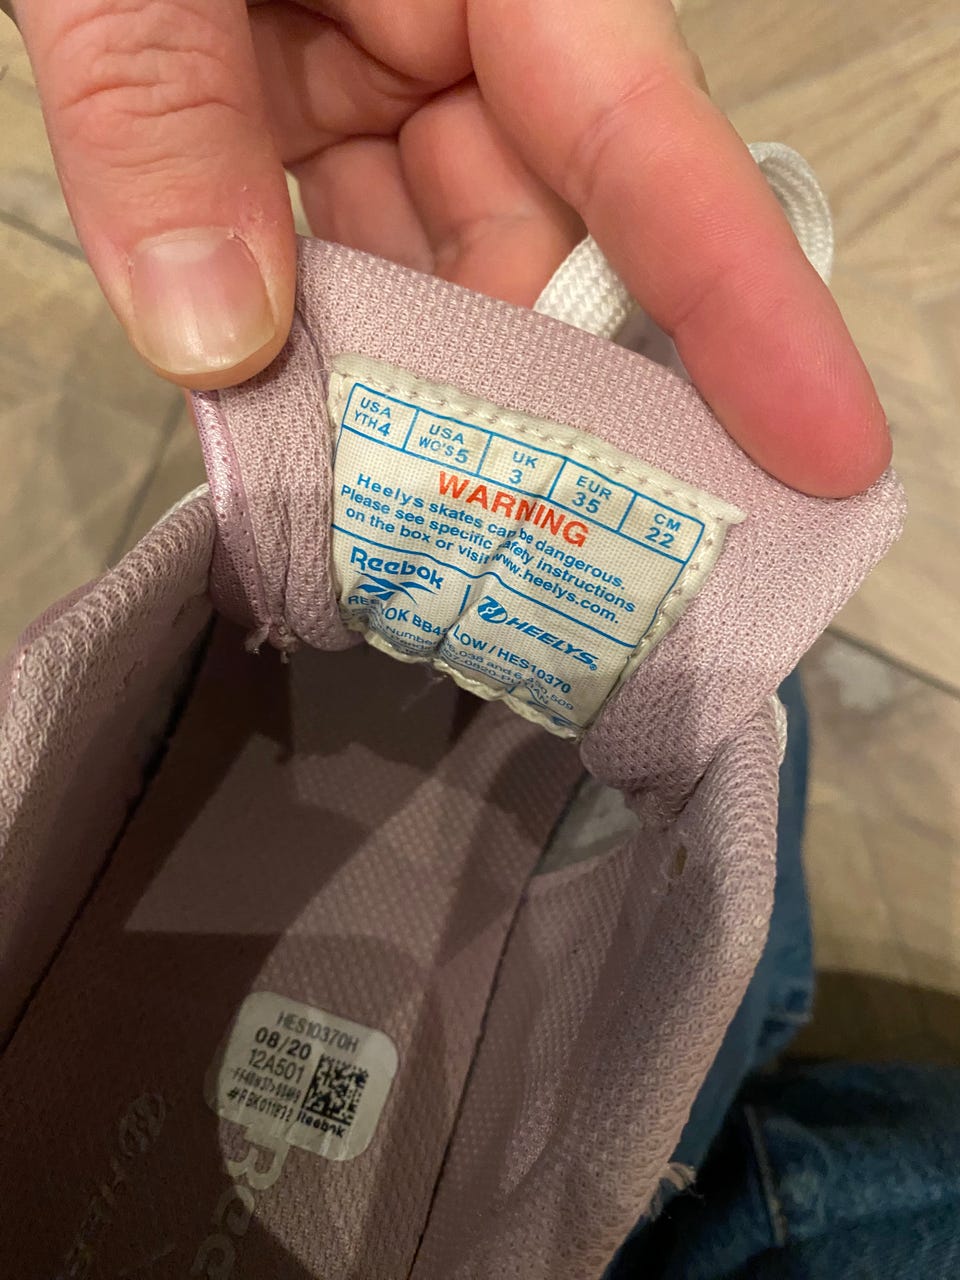 USA YTH 4
USA WO'S 5
UK 3
EUR 35
CM 22
WARNING
Heelys skates can be dangerous.
Please see specific safety instructions
on the box or visit www.heelys.com.
Reebok
HEELYS®
LOW / HES10370
and
HES10370H
08/20
12A501
Reebok